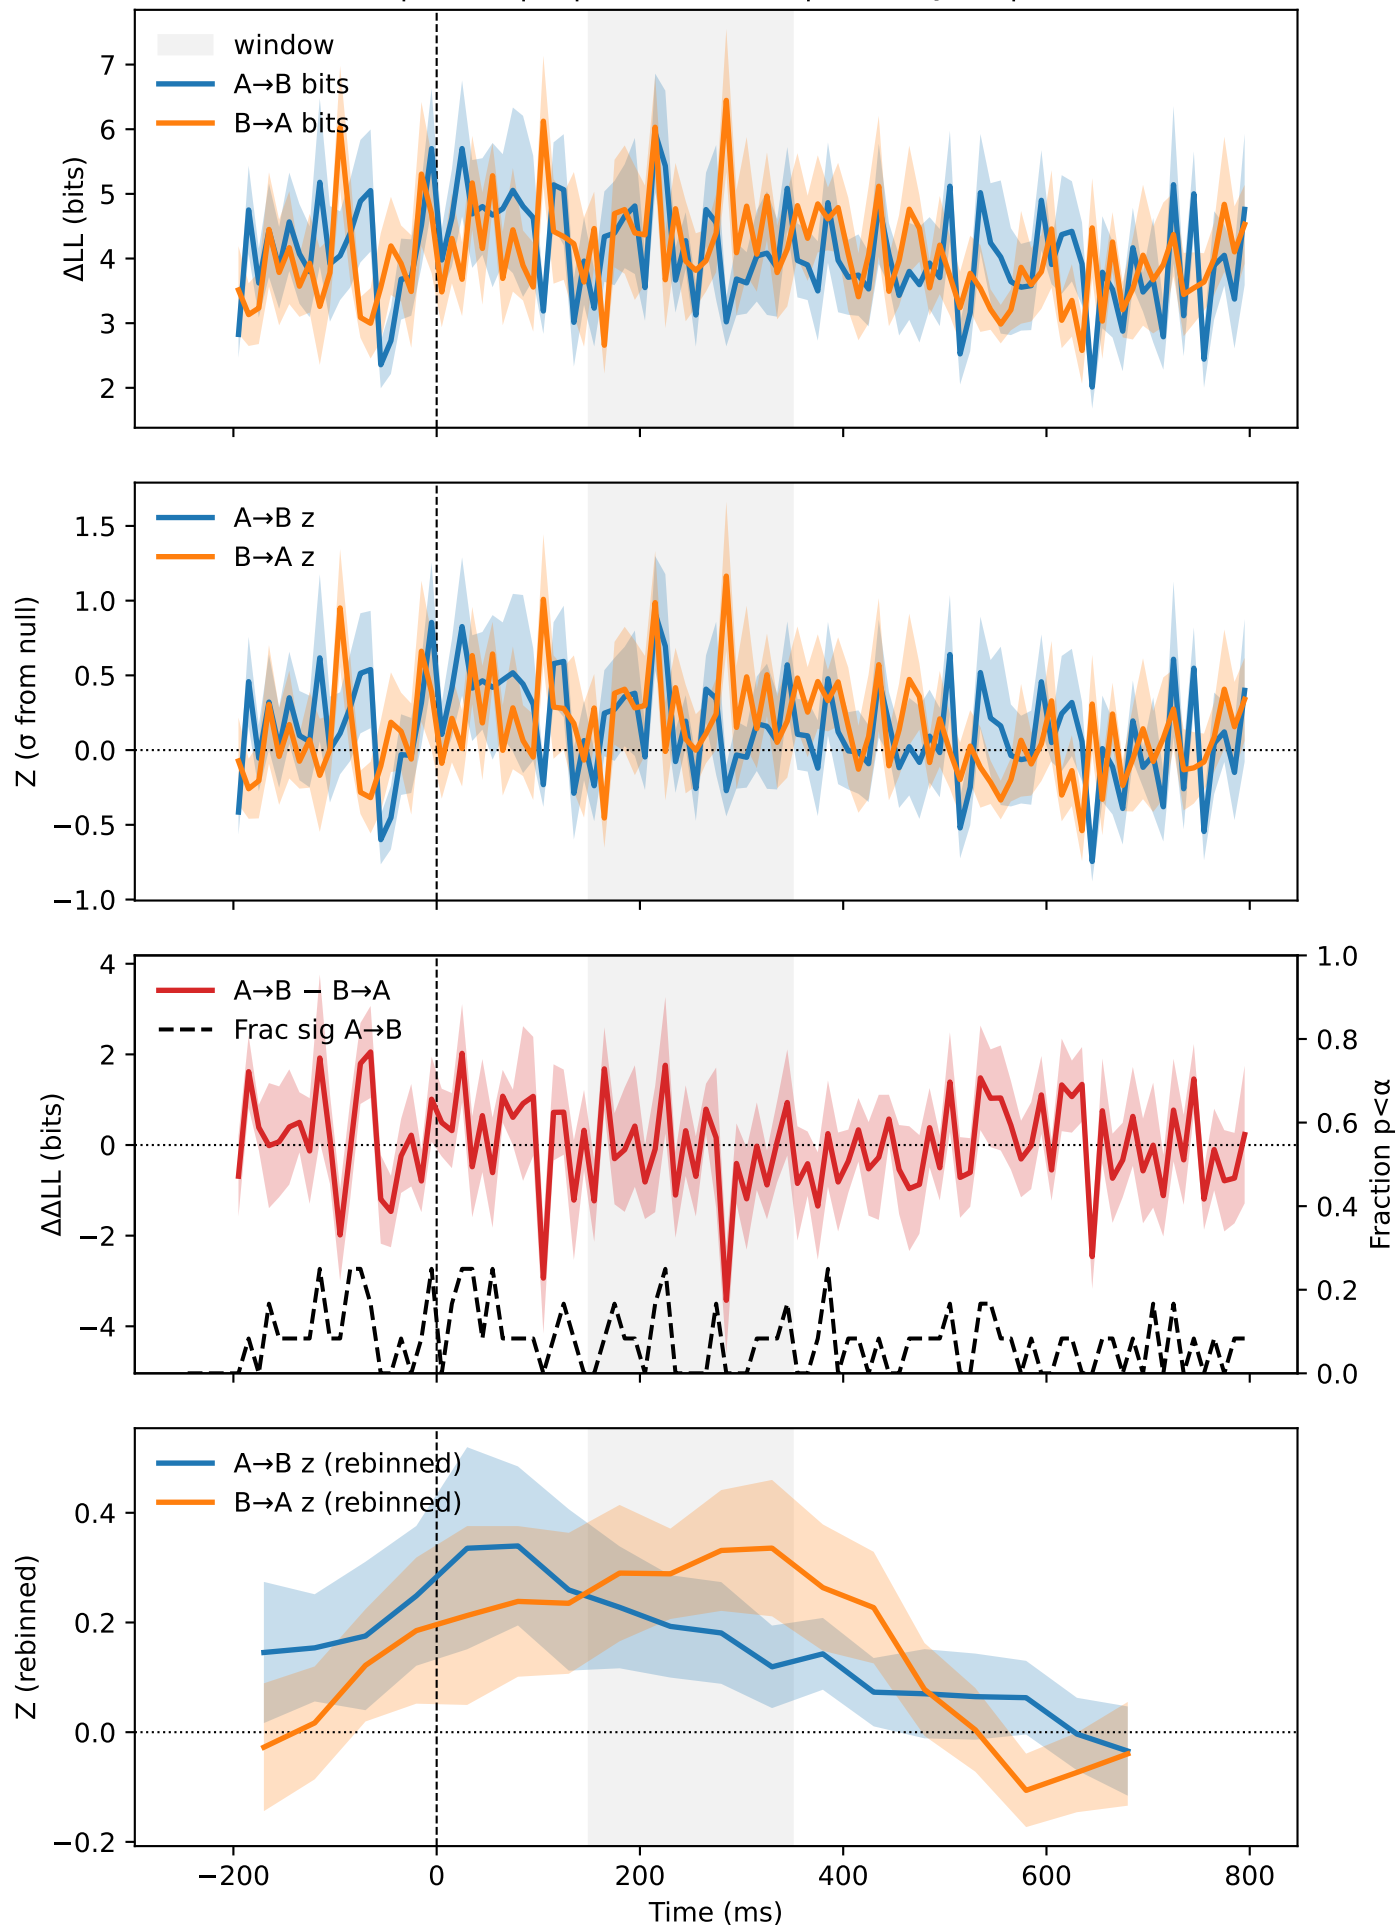 window
A→B bits
B→A bits
ΔLL (bits)
7
6
5
4
3
2
A→B z
B→A z
Z (σ from null)
1.5
1.0
0.5
0.0
−0.5
−1.0
A→B − B→A
Frac sig A→B
ΔΔLL (bits)
4
2
0
−2
−4
1.0
0.8
0.6
0.4
0.2
0.0
Fraction p<α
A→B z (rebinned)
B→A z (rebinned)
Z (rebinned)
0.4
0.2
0.0
−0.2
−200 0 200 400 600 800
Time (ms)